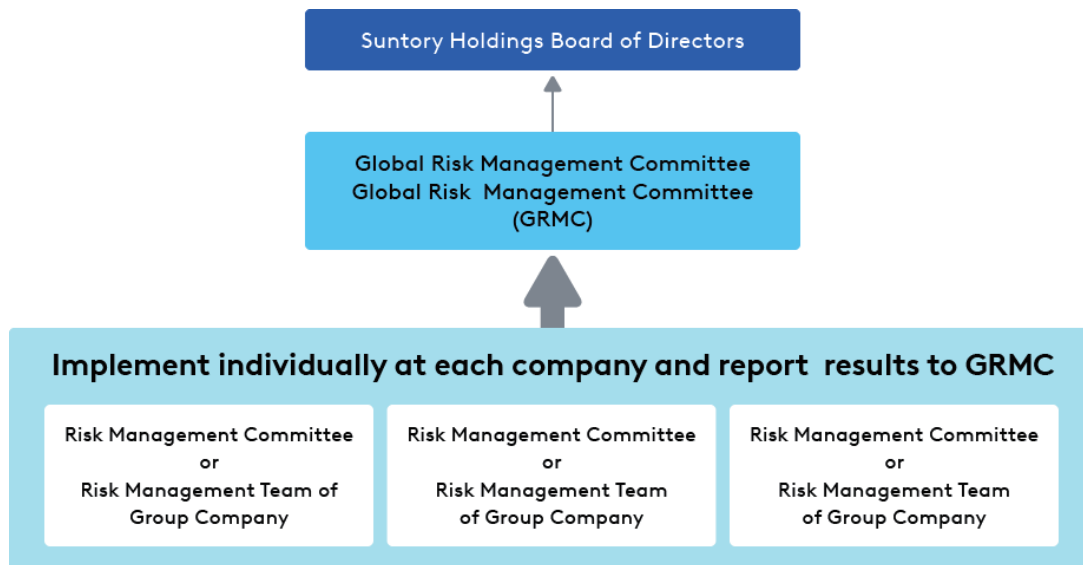 Suntory Holdings Board of Directors
Global Risk Management Committee
Global Risk Management Committee
(GRMC)
Implement individually at each company and report results to GRMC
Risk Management Committee
or
Risk Management Team of
Group Company
Risk Management Committee
or
Risk Management Team
of Group Company
Risk Management Committee
or
Risk Management Team
of Group Company